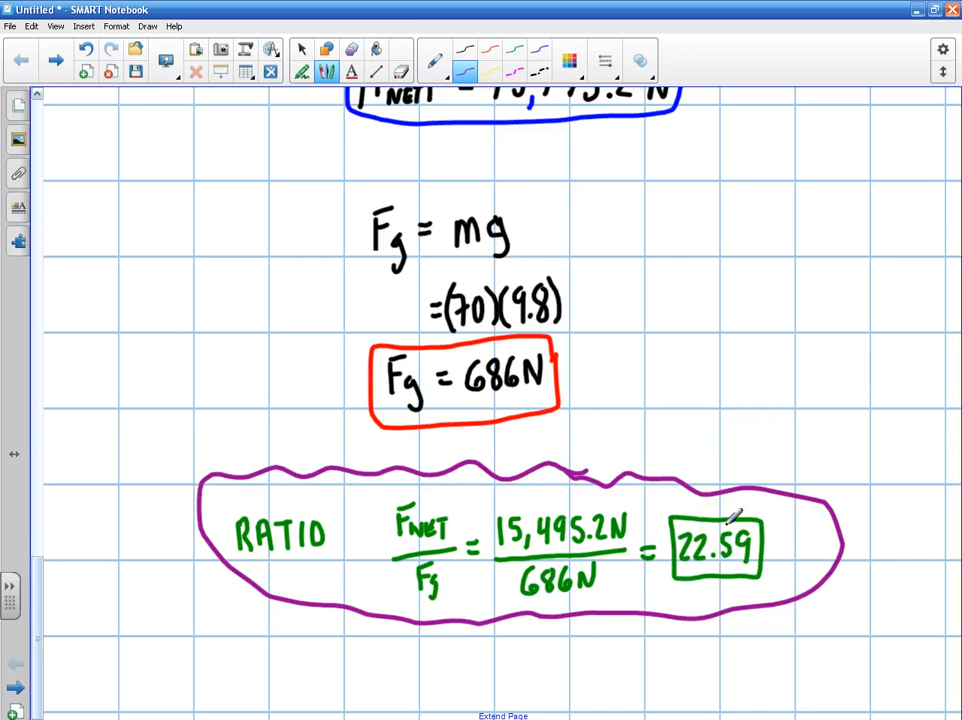 Untitled * - SMART Notebook
File Edit View Insert Format Draw Help
Fg = mg
=(70)(9.8)
Fg = 686N
RATIO FNET/Fg = 15,495.2N/686N = 22.59
Extend Page